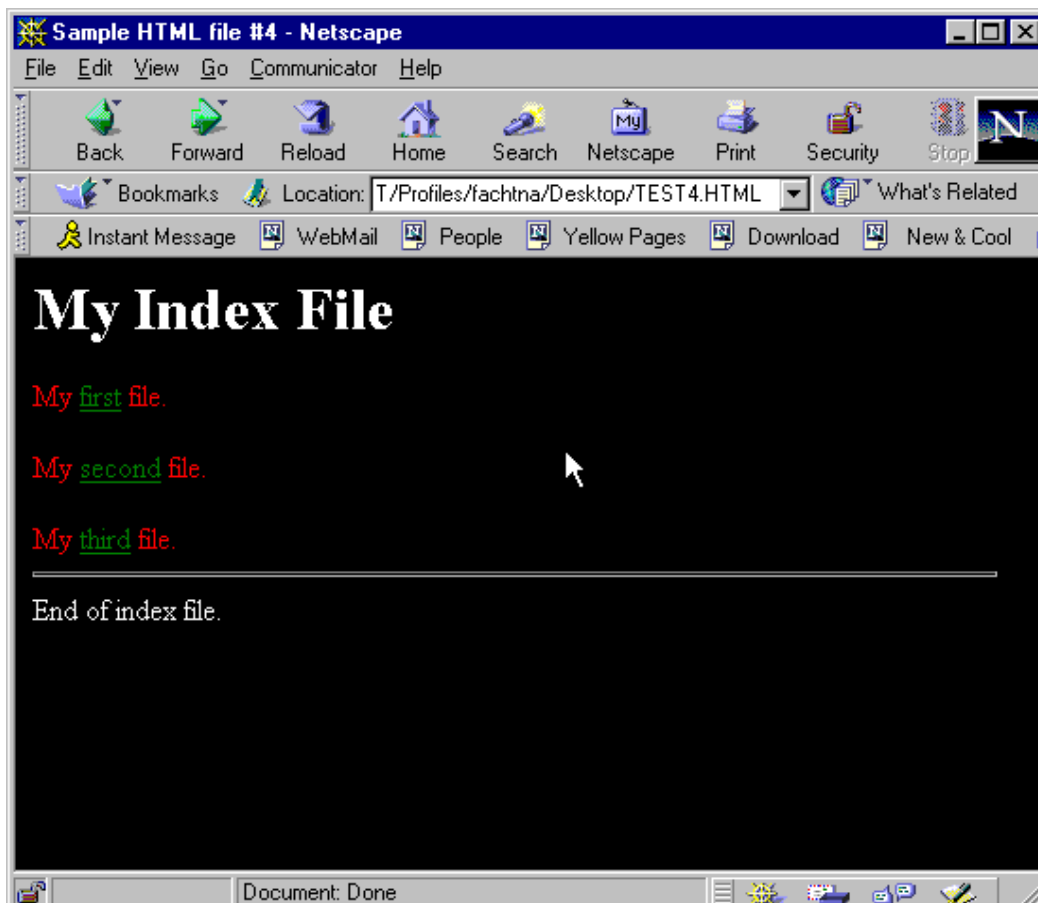 Sample HTML file #4 - Netscape
File Edit View Go Communicator Help
My N
Back Forward Reload Home Search Netscape Print Security Stop
Bookmarks Location: T/Profiles/fachtna/Desktop/TEST4.HTML What's Related
Instant Message WebMail People Yellow Pages Download New & Cool
My Index File
My first file.
My second file.
My third file.
End of index file.
Document: Done